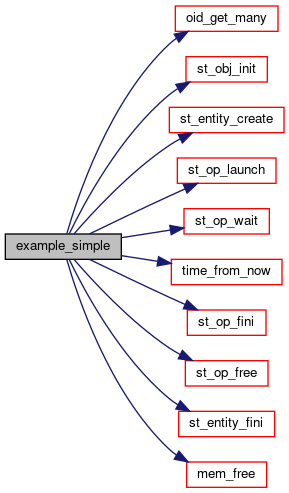 oid_get_many
st_obj_init
st_entity_create
st_op_launch
st_op_wait
example_simple
time_from_now
st_op_fini
st_op_free
st_entity_fini
mem_free